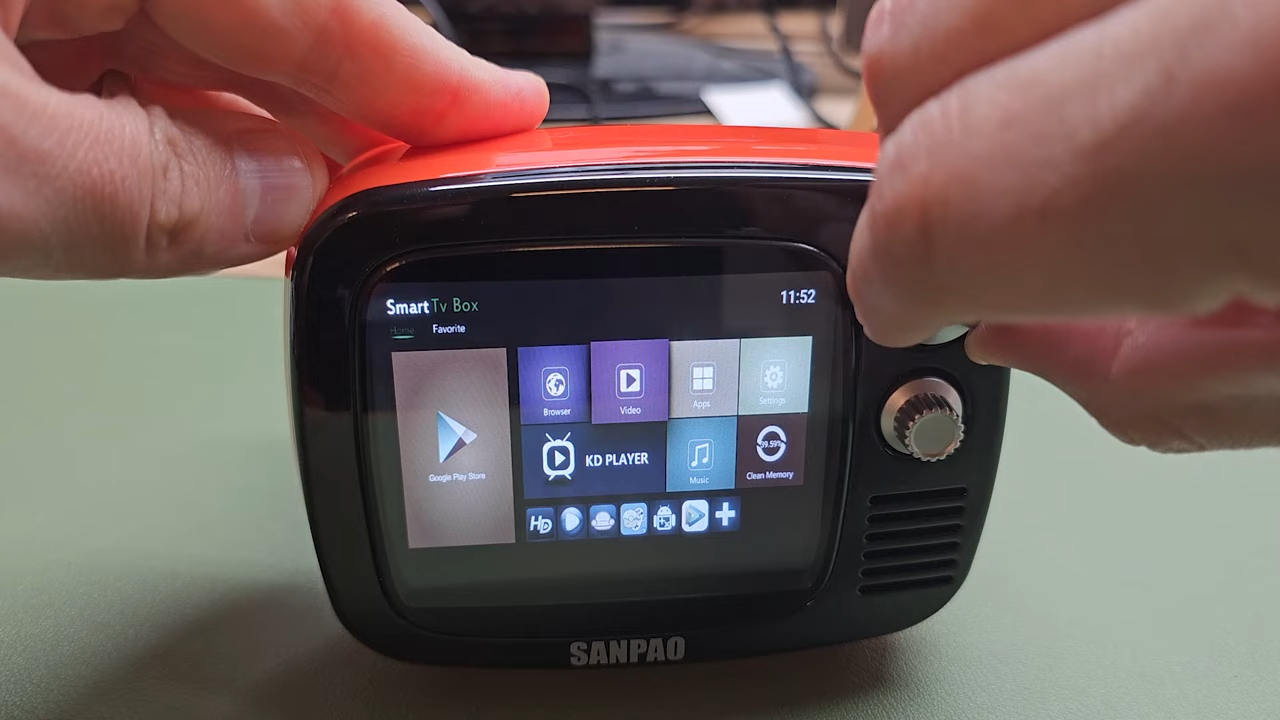 Smart Tv Box
11:52
Home Favorite
Browser
Video
Apps
Settings
Google Play Store
KD PLAYER
Music
39.59%
Clean Memory
HD
SANPAO